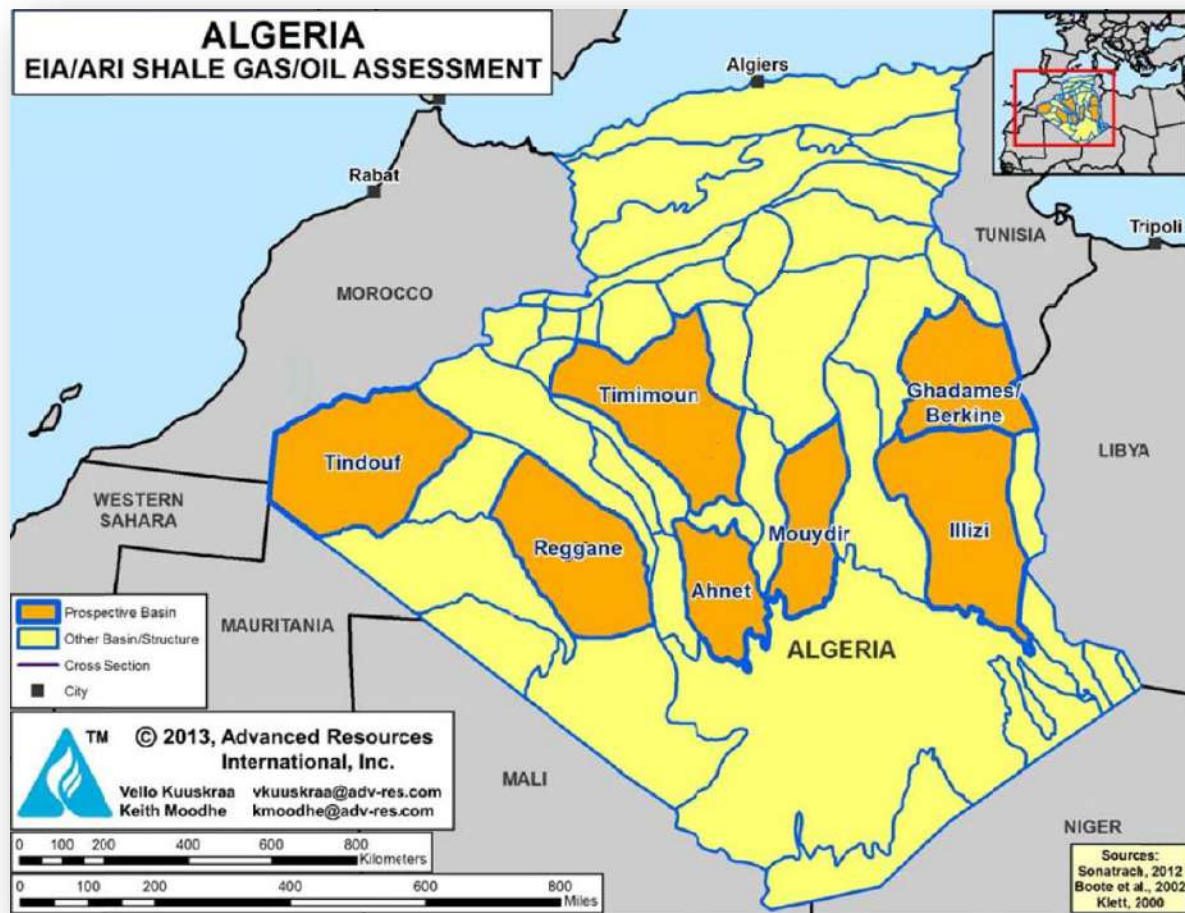 ALGERIA
EIA/ARI SHALE GAS/OIL ASSESSMENT
Algiers
Rabat
Tripoli
TUNISIA
MOROCCO
Timimoun
Ghadames/
Berkine
LIBYA
Tindouf
WESTERN
SAHARA
Reggane
Mouydir
Illizi
Ahnet
ALGERIA
MAURITANIA
MALI
NIGER
Prospective Basin
Other Basin/Structure
Cross Section
City
TM
© 2013, Advanced Resources
International, Inc.
Vello Kuuskraa vkuuskraa@adv-res.com
Keith Moodhe kmoodhe@adv-res.com
0 100 200 400 600 800
Kilometers
0 100 200 400 600 800
Miles
Sources:
Sonatrach, 2012
Boote et al., 2002
Klett, 2000